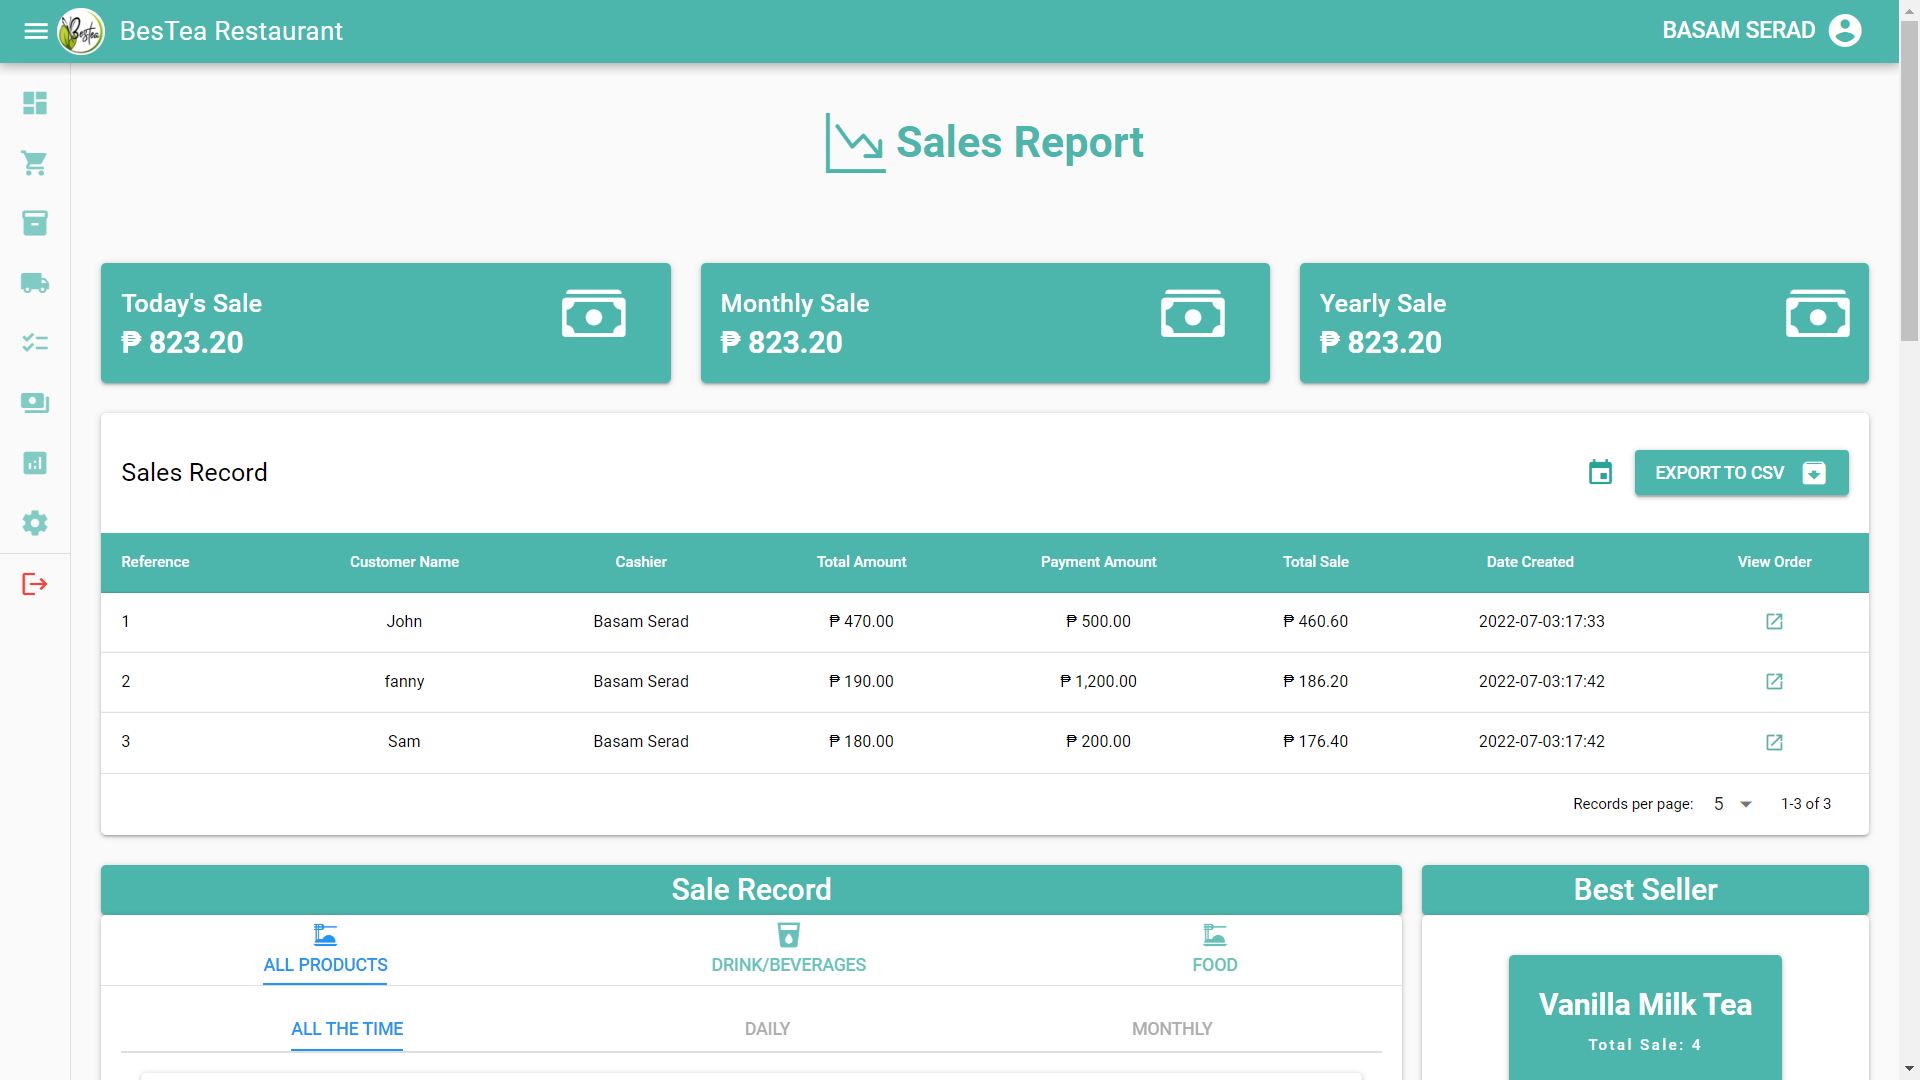 Bestea
BesTea Restaurant
BASAM SERAD
Sales Report
Today's Sale
₱ 823.20
Monthly Sale
₱ 823.20
Yearly Sale
₱ 823.20
Sales Record
EXPORT TO CSV
Reference Customer Name Cashier Total Amount Payment Amount Total Sale Date Created View Order
1 John Basam Serad ₱ 470.00 ₱ 500.00 ₱ 460.60 2022-07-03:17:33
2 fanny Basam Serad ₱ 190.00 ₱ 1,200.00 ₱ 186.20 2022-07-03:17:42
3 Sam Basam Serad ₱ 180.00 ₱ 200.00 ₱ 176.40 2022-07-03:17:42
Records per page: 5 1-3 of 3
Sale Record
ALL PRODUCTS DRINK/BEVERAGES FOOD
ALL THE TIME DAILY MONTHLY
Best Seller
Vanilla Milk Tea
Total Sale: 4